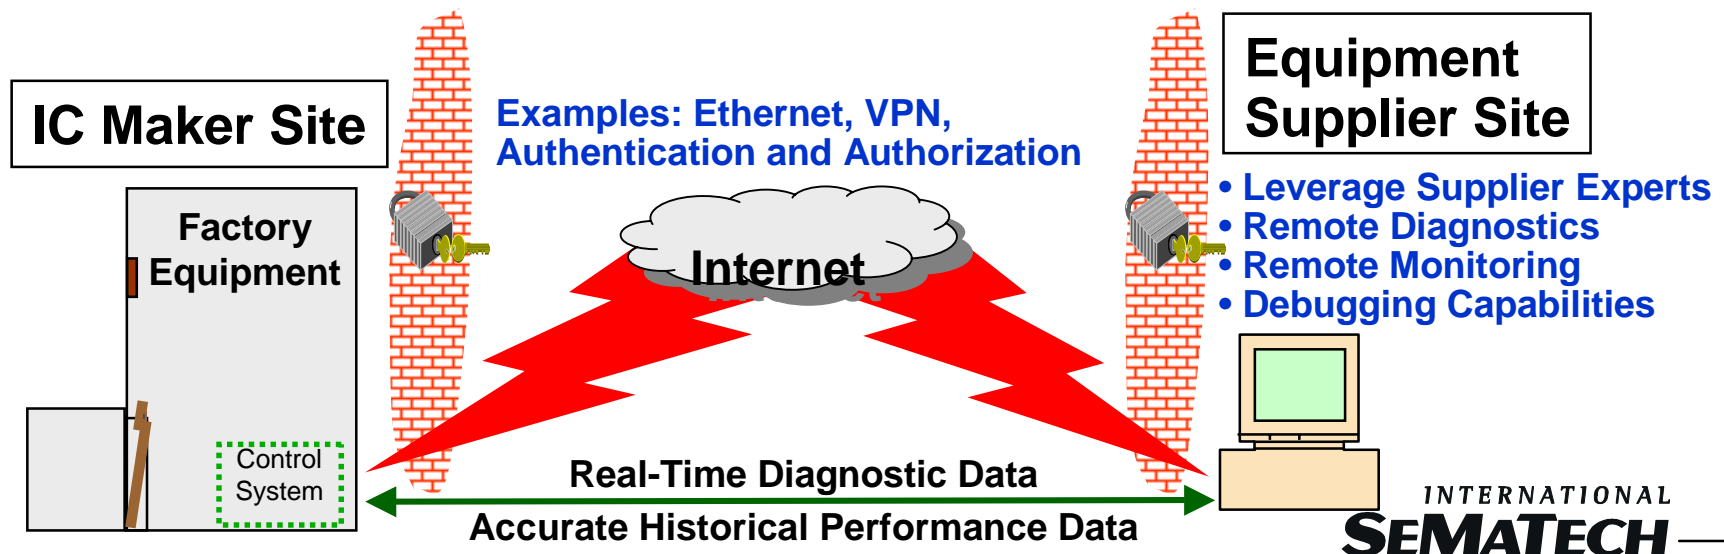 IC Maker Site
Factory
Equipment
Control
System
Examples: Ethernet, VPN,
Authentication and Authorization
Internet
Real-Time Diagnostic Data
Accurate Historical Performance Data
Equipment
Supplier Site
• Leverage Supplier Experts
• Remote Diagnostics
• Remote Monitoring
• Debugging Capabilities
INTERNATIONAL
SEMATECH